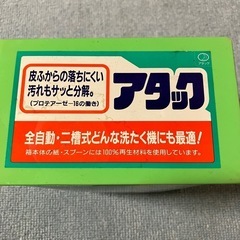 皮ふからの落ちにくい
汚れもサッと分解。
(プロテアーゼ-16の働き)
アタック
全自動・二槽式どんな洗たく機にも最適!
箱本体の紙・スプーンには100%再生材料を使用しています。